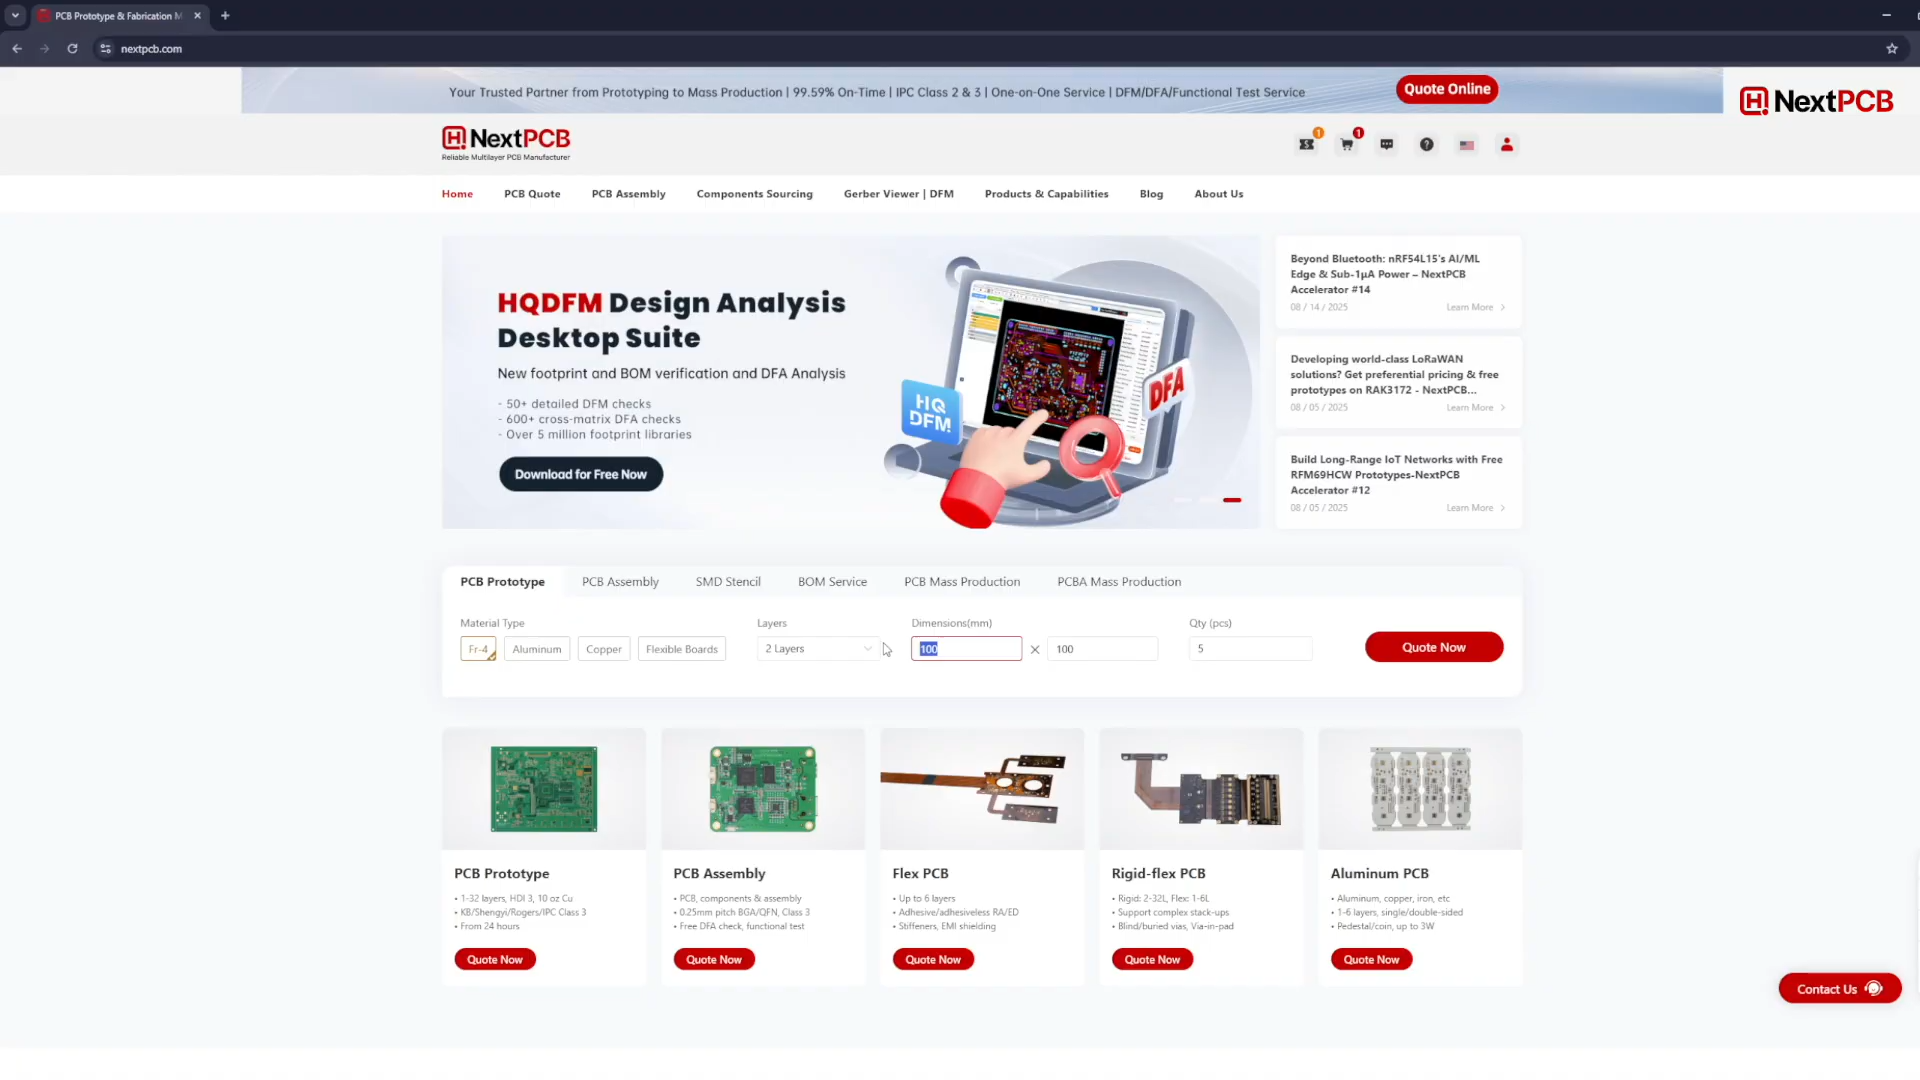 PCB Prototype & Fabrication M
nextpcb.com
Your Trusted Partner from Prototyping to Mass Production | 99.59% On-Time | IPC Class 2 & 3 | One-on-One Service | DFM/DFA/Functional Test Service
Quote Online
NextPCB
NextPCB
Reliable Multilayer PCB Manufacturer
1
1
Home
PCB Quote
PCB Assembly
Components Sourcing
Gerber Viewer | DFM
Products & Capabilities
Blog
About Us
HQDFM Design Analysis
Desktop Suite
New footprint and BOM verification and DFA Analysis
- 50+ detailed DFM checks
- 600+ cross-matrix DFA checks
- Over 5 million footprint libraries
Download for Free Now
HQ
DFM
DFA
Beyond Bluetooth: nRF54L15's AI/ML
Edge & Sub-1μA Power – NextPCB
Accelerator #14
08 / 14 / 2025
Learn More
Developing world-class LoRaWAN
solutions? Get preferential pricing & free
prototypes on RAK3172 - NextPCB...
08 / 05 / 2025
Learn More
Build Long-Range IoT Networks with Free
RFM69HCW Prototypes-NextPCB
Accelerator #12
08 / 05 / 2025
Learn More
PCB Prototype
PCB Assembly
SMD Stencil
BOM Service
PCB Mass Production
PCBA Mass Production
Material Type
Layers
Dimensions(mm)
Qty (pcs)
Fr-4
Aluminum
Copper
Flexible Boards
2 Layers
100
100
5
Quote Now
PCB Prototype
• 1-32 layers, HDI 3, 10 oz Cu
• KB/Shengyi/Rogers/IPC Class 3
• From 24 hours
Quote Now
PCB Assembly
• PCB, components & assembly
• 0.25mm pitch BGA/QFN, Class 3
• Free DFA check, functional test
Quote Now
Flex PCB
• Up to 6 layers
• Adhesive/adhesiveless RA/ED
• Stiffeners, EMI shielding
Quote Now
Rigid-flex PCB
• Rigid: 2-32L, Flex: 1-6L
• Support complex stack-ups
• Blind/buried vias, Via-in-pad
Quote Now
Aluminum PCB
• Aluminum, copper, iron, etc
• 1-6 layers, single/double-sided
• Pedestal/coin, up to 3W
Quote Now
Contact Us